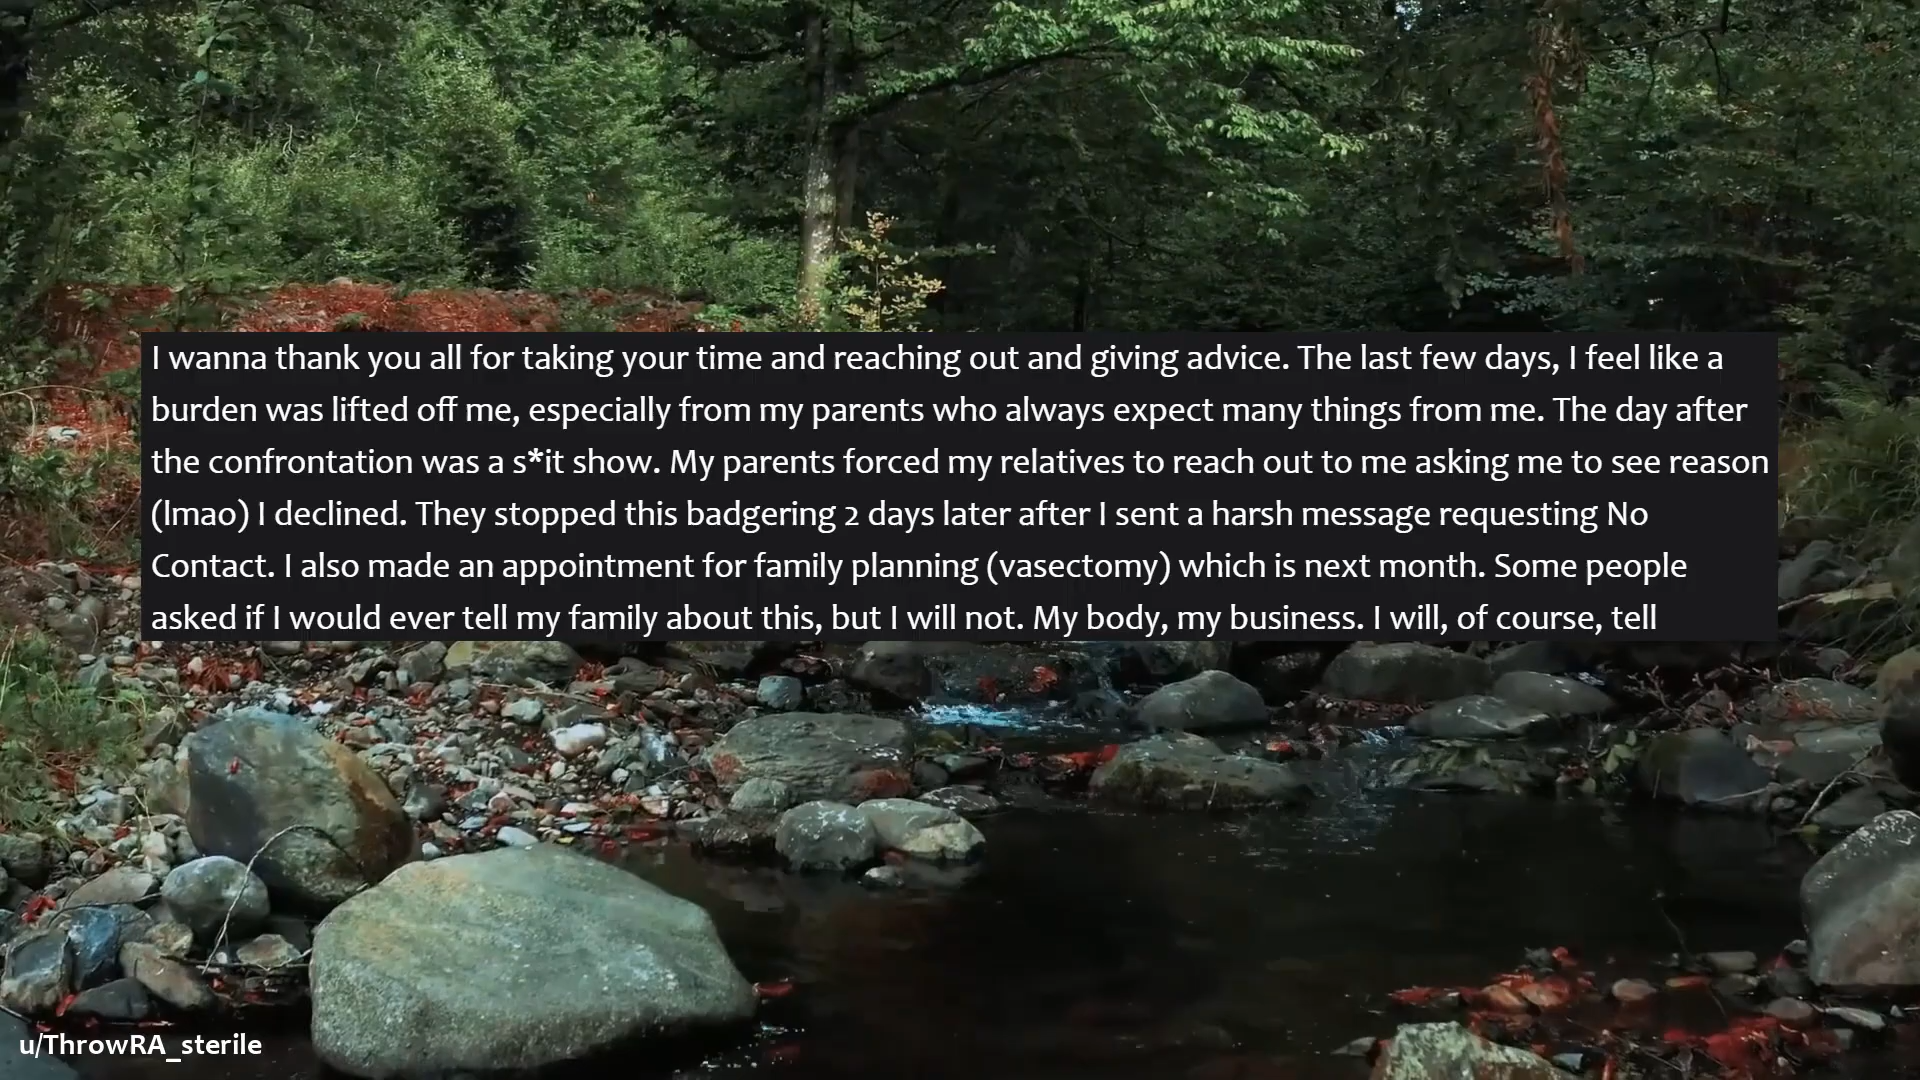 I wanna thank you all for taking your time and reaching out and giving advice. The last few days, I feel like a
burden was lifted off me, especially from my parents who always expect many things from me. The day after
the confrontation was a s*it show. My parents forced my relatives to reach out to me asking me to see reason
(lmao) I declined. They stopped this badgering 2 days later after I sent a harsh message requesting No
Contact. I also made an appointment for family planning (vasectomy) which is next month. Some people
asked if I would ever tell my family about this, but I will not. My body, my business. I will, of course, tell
u/ThrowRA_sterile